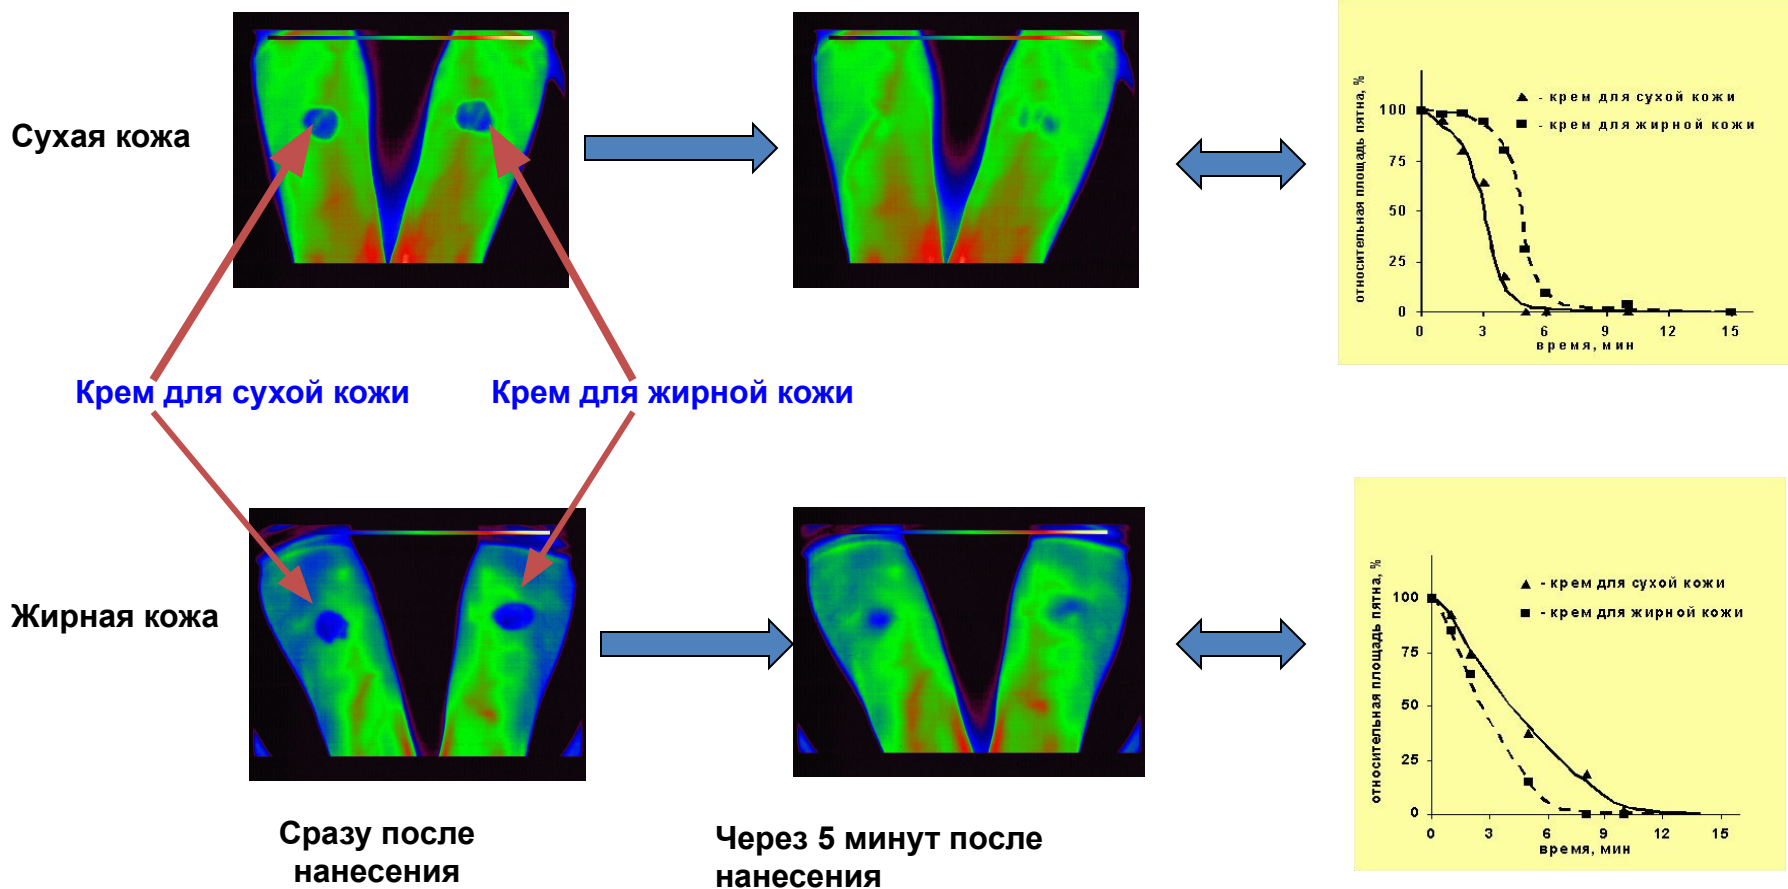 Сухая кожа
относительная площадь пятна, %
100
75
50
25
0
- крем для сухой кожи
- крем для жирной кожи
0 3 6 9 12 15
время, мин
Крем для сухой кожи
Крем для жирной кожи
Жирная кожа
относительная площадь пятна, %
100
75
50
25
0
- крем для сухой кожи
- крем для жирной кожи
0 3 6 9 12 15
время, мин
Сразу после
нанесения
Через 5 минут после
нанесения